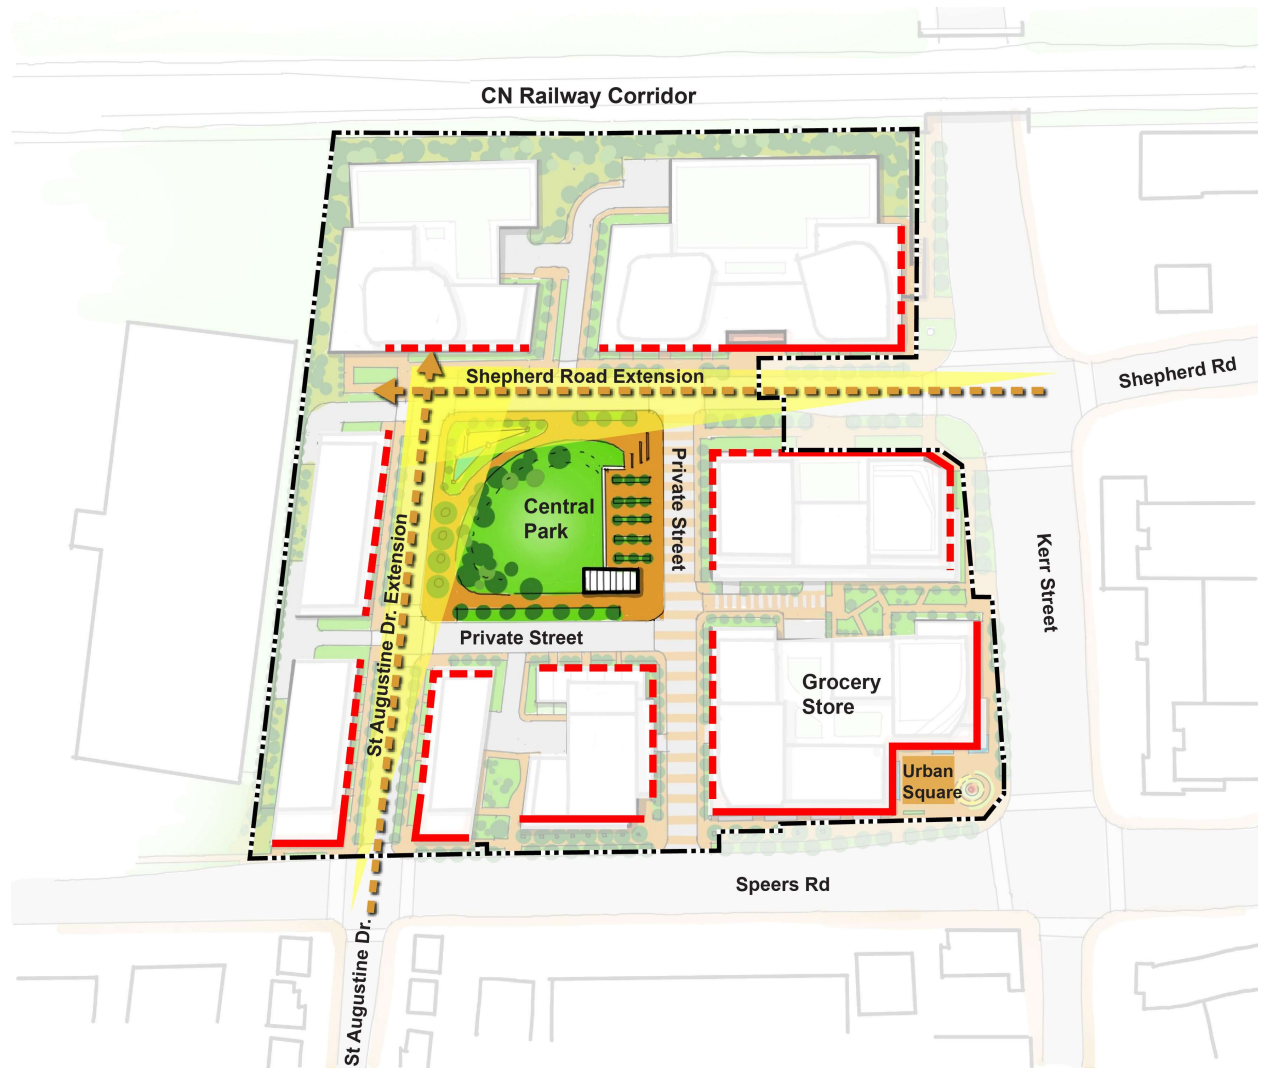 CN Railway Corridor
Shepherd Road Extension
Shepherd Rd
Private Street
Central
Park
St Augustine Dr. Extension
Kerr Street
Private Street
Grocery
Store
Urban
Square
Speers Rd
St Augustine Dr.